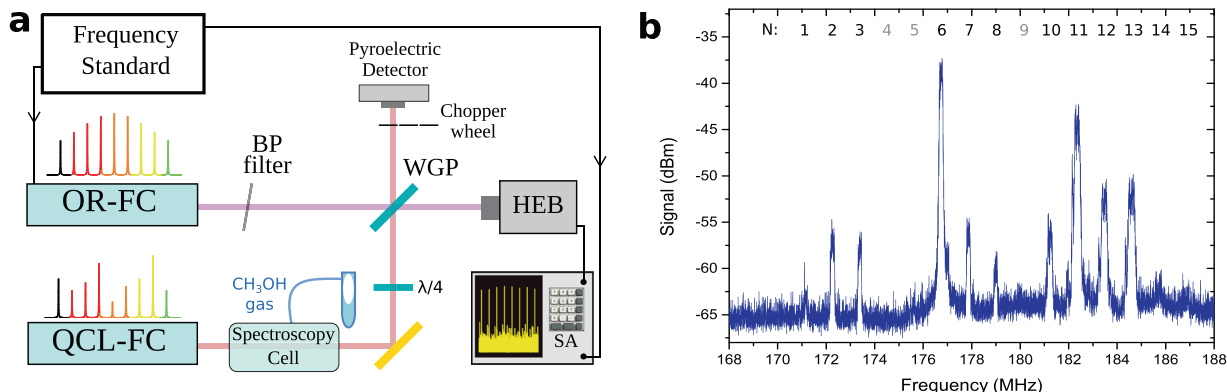 a
Frequency
Standard
Pyroelectric
Detector
Chopper
wheel
BP
filter
WGP
OR-FC
HEB
CH₃OH
gas
λ/4
QCL-FC
Spectroscopy
Cell
SA
b
N: 1 2 3 4 5 6 7 8 9 10 11 12 13 14 15
Signal (dBm)
-35
-40
-45
-50
-55
-60
-65
168 170 172 174 176 178 180 182 184 186 188
Frequency (MHz)